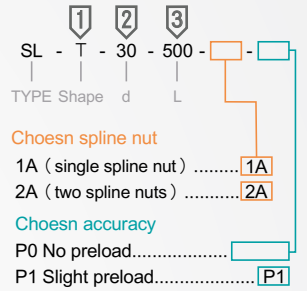 1 2 3
SL - T - 30 - 500 - -
TYPE Shape d L
Choesn spline nut
1A（single spline nut）......... 1A
2A（two spline nuts）............ 2A
Choesn accuracy
P0 No preload...................
P1 Slight preload.................... P1